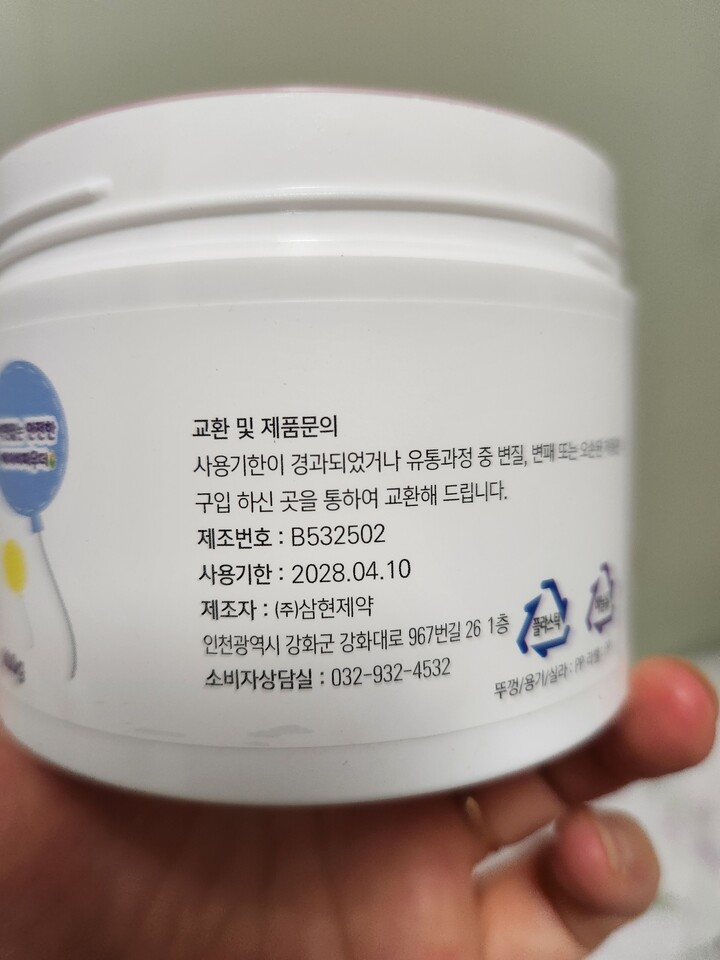 안전한
교환 및 제품문의
사용기한이 경과되었거나 유통과정 중 변질, 변패 또는 오손된
구입 하신 곳을 통하여 교환해 드립니다.
제조번호 : B532502
사용기한 : 2028.04.10
제조자 : (주)삼현제약
인천광역시 강화군 강화대로 967번길 26 1층
소비자상담실 : 032-932-4532
플라스틱
뚜껑/용기/실라 : PP